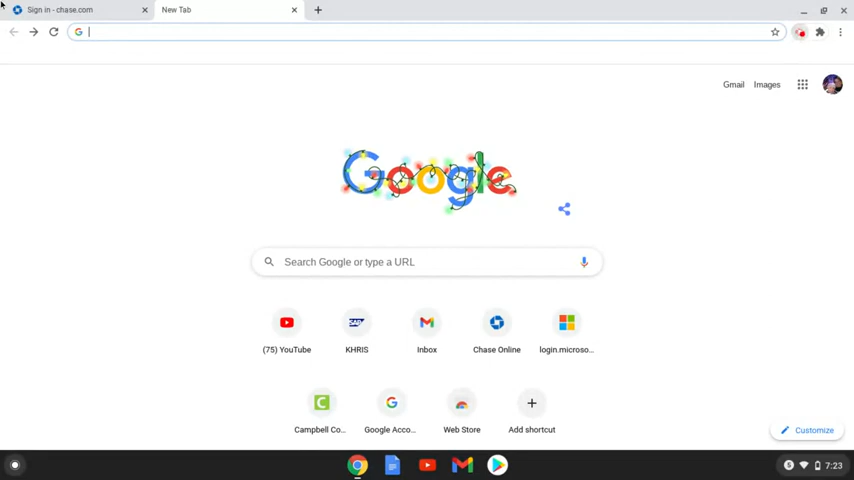 Sign in - chase.com
New Tab
Gmail Images
Google
Search Google or type a URL
(75) YouTube
KHRIS
Inbox
Chase Online
login.microso...
Campbell Co...
Google Acco...
Web Store
Add shortcut
Customize
7:23